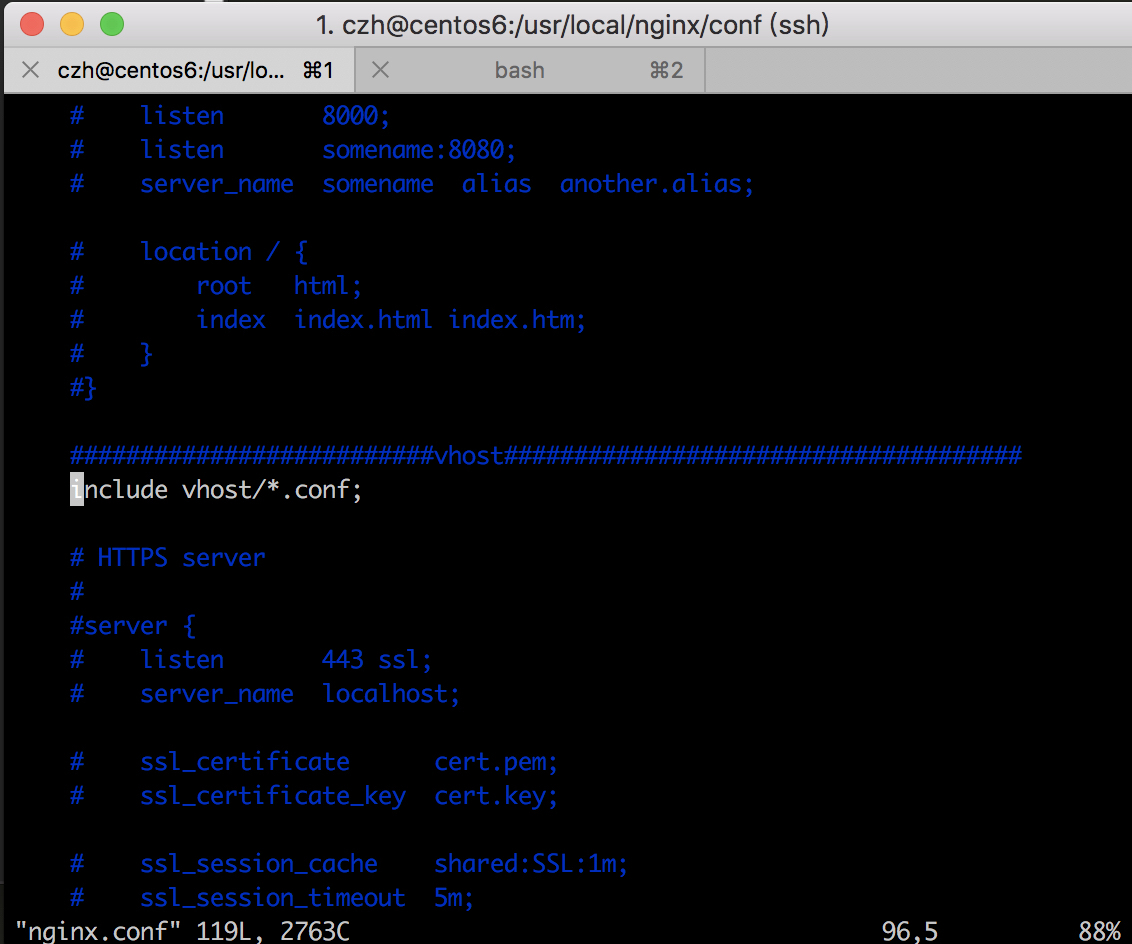 1. czh@centos6:/usr/local/nginx/conf (ssh)
czh@centos6:/usr/lo... ⌘1 bash ⌘2
#    listen       8000;
#    listen       somename:8080;
#    server_name  somename  alias  another.alias;
#    location / {
#        root   html;
#        index  index.html index.htm;
#    }
#}
##########################vhost#####################################
include vhost/*.conf;
# HTTPS server
#
#server {
#    listen       443 ssl;
#    server_name  localhost;
#    ssl_certificate      cert.pem;
#    ssl_certificate_key  cert.key;
#    ssl_session_cache    shared:SSL:1m;
#    ssl_session_timeout  5m;
"nginx.conf" 119L, 2763C                                      96,5          88%